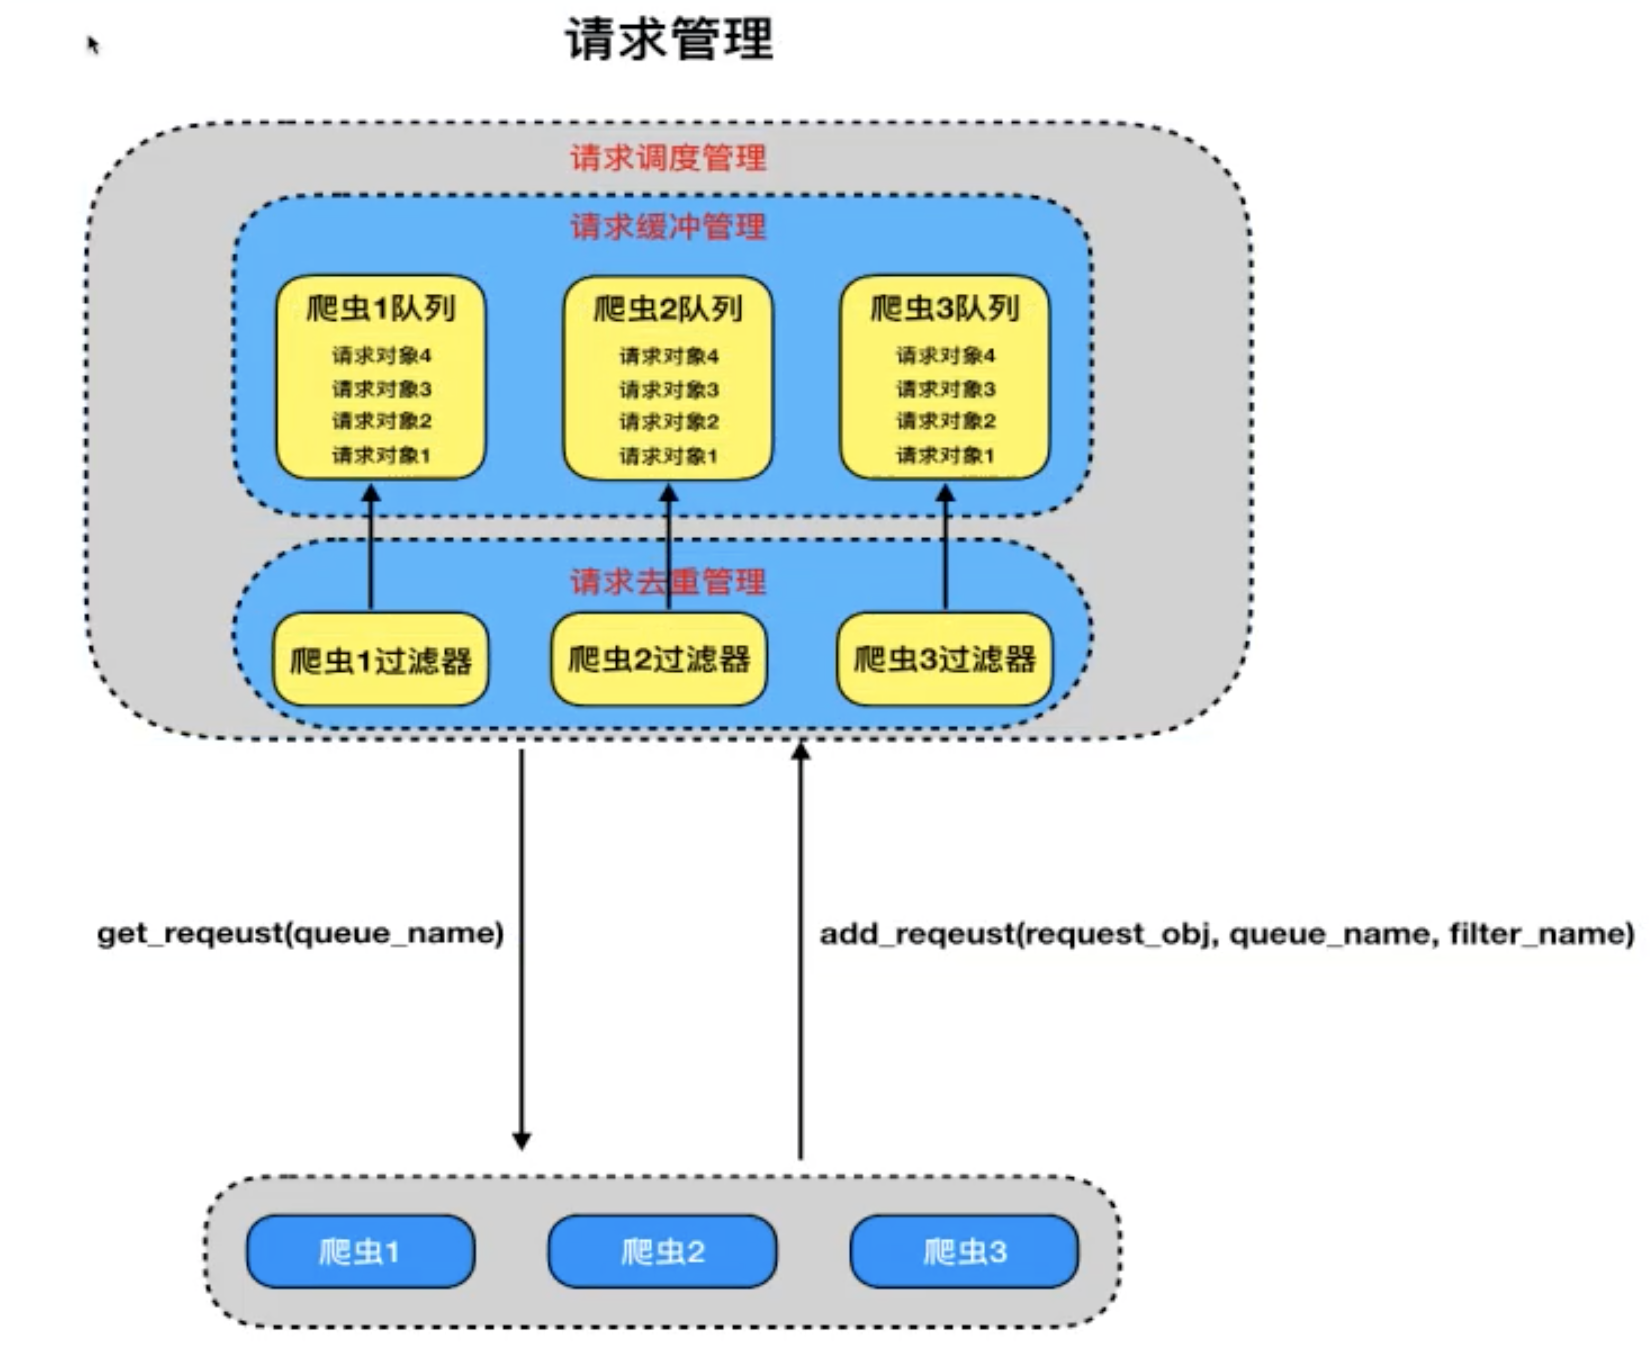 请求管理
请求调度管理
请求缓冲管理
爬虫1队列
请求对象4
请求对象3
请求对象2
请求对象1
爬虫2队列
请求对象4
请求对象3
请求对象2
请求对象1
爬虫3队列
请求对象4
请求对象3
请求对象2
请求对象1
请求去重管理
爬虫1过滤器
爬虫2过滤器
爬虫3过滤器
get_reqeust(queue_name)
add_reqeust(request_obj, queue_name, filter_name)
爬虫1
爬虫2
爬虫3